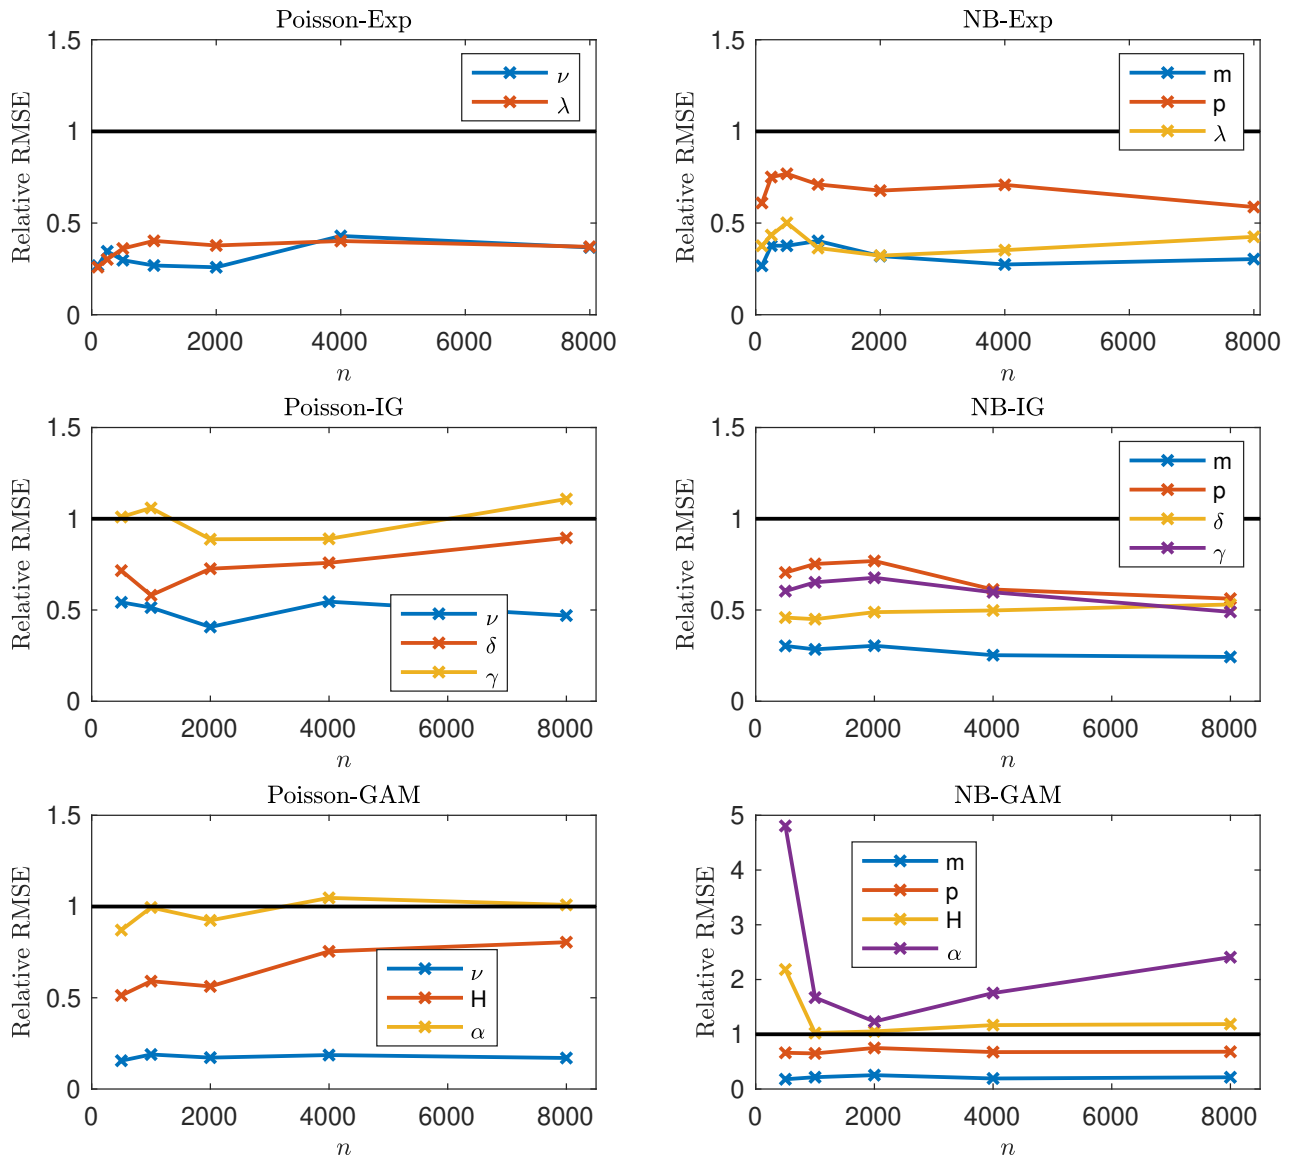 Poisson-Exp
1.5
1
0.5
0
Relative RMSE
ν
λ
0 2000 4000 6000 8000
n
NB-Exp
1.5
1
0.5
0
Relative RMSE
m
p
λ
0 2000 4000 6000 8000
n
Poisson-IG
1.5
1
0.5
0
Relative RMSE
ν
δ
γ
0 2000 4000 6000 8000
n
NB-IG
1.5
1
0.5
0
Relative RMSE
m
p
δ
γ
0 2000 4000 6000 8000
n
Poisson-GAM
1.5
1
0.5
0
Relative RMSE
ν
H
α
0 2000 4000 6000 8000
n
NB-GAM
5
4
3
2
1
0
Relative RMSE
m
p
H
α
0 2000 4000 6000 8000
n